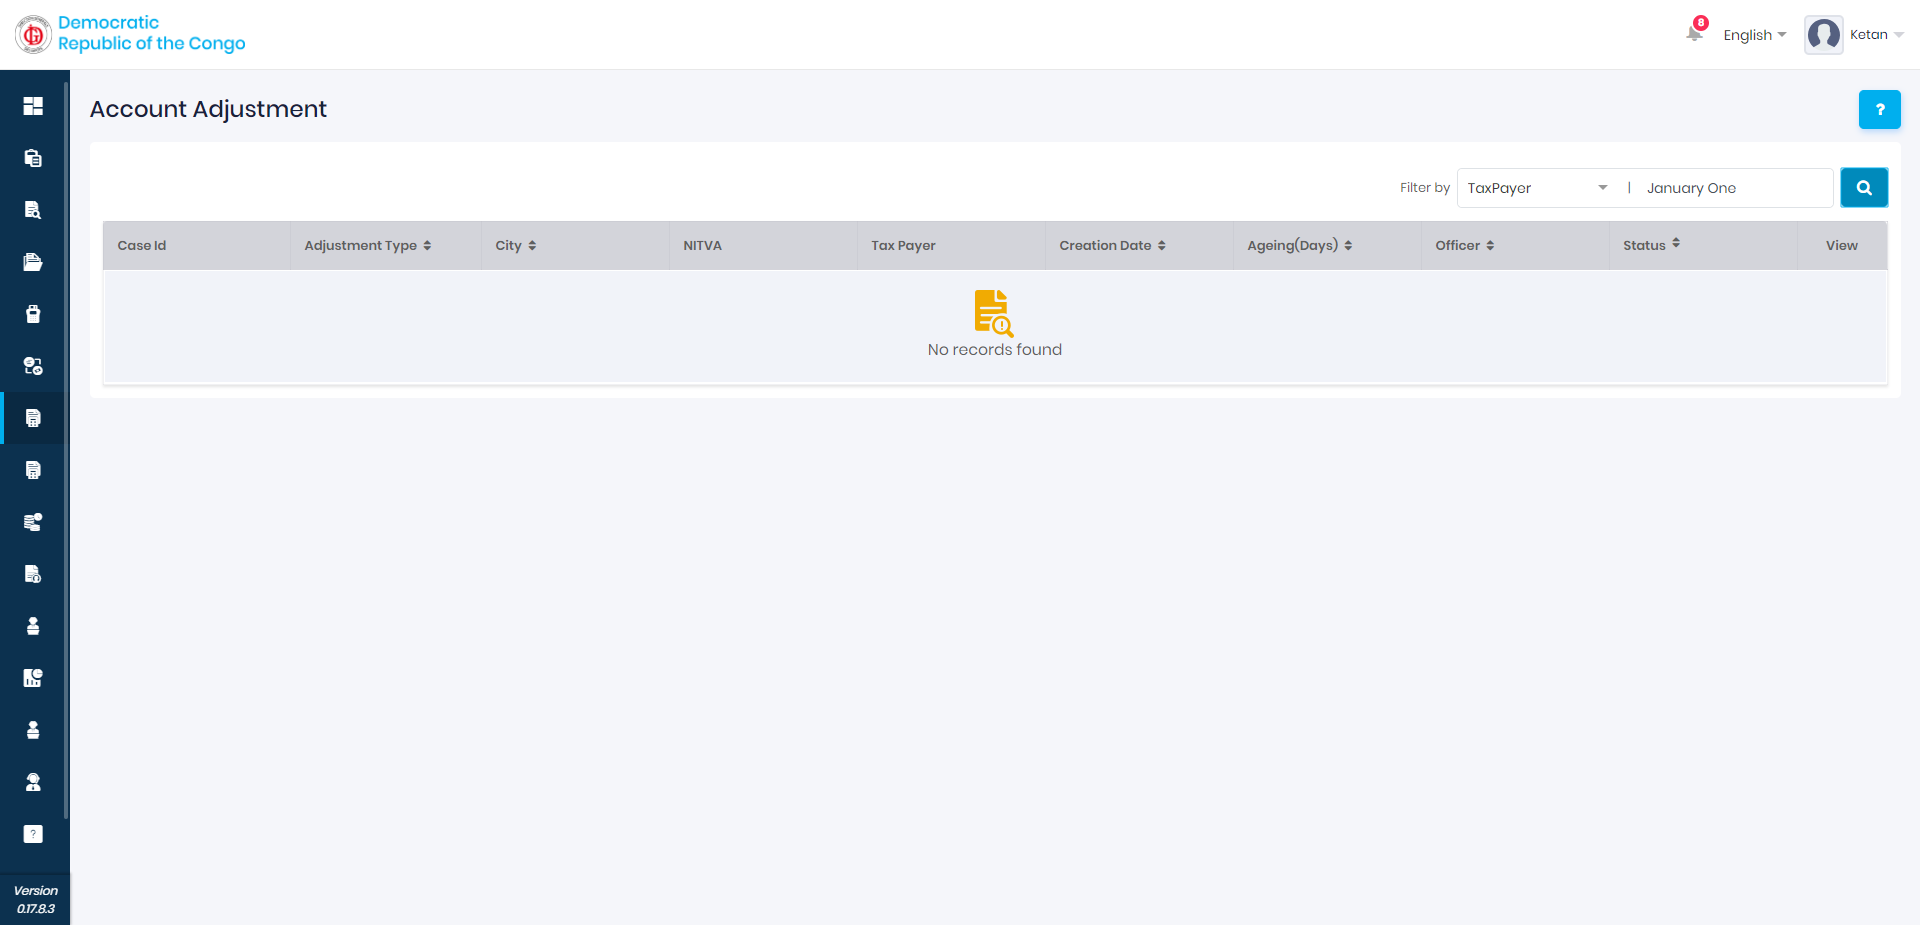 Democratic
Republic of the Congo
8
English
Ketan
Account Adjustment
?
Filter by
TaxPayer
|
January One
Case Id
Adjustment Type
City
NITVA
Tax Payer
Creation Date
Ageing(Days)
Officer
Status
View
No records found
?
Version
0.17.8.3